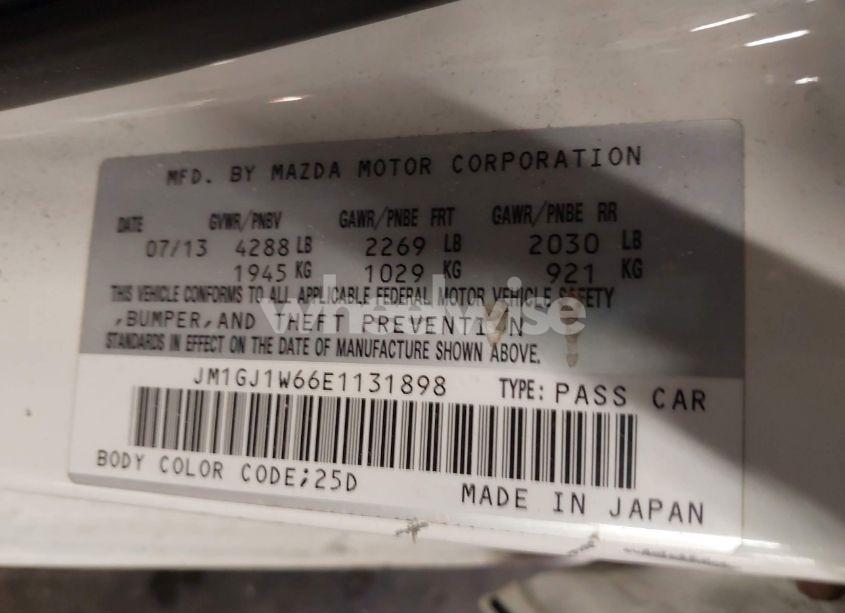 MFD. BY MAZDA MOTOR CORPORATION
DATE GVWR/PNBV GAWR/PNBE FRT GAWR/PNBE RR
07/13 4288 LB 2269 LB 2030 LB
1945 KG 1029 KG 921 KG
THIS VEHICLE CONFORMS TO ALL APPLICABLE FEDERAL MOTOR VEHICLE SAFETY
wheelwise
,BUMPER,AND THEFT PREVENTION
STANDARDS IN EFFECT ON THE DATE OF MANUFACTURE SHOWN ABOVE.
JM1GJ1W66E1131898 TYPE: PASS CAR
BODY COLOR CODE;25D
MADE IN JAPAN